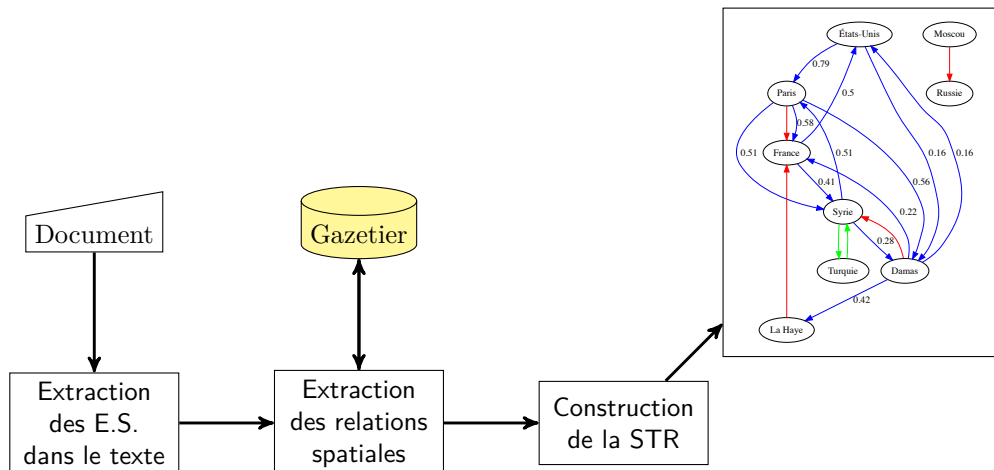 États-Unis
Moscou
0.79
Paris
Russie
0.5
0.58
France
0.51
0.51
0.16
0.16
0.41
0.56
Syrie
0.22
0.28
Turquie
Damas
0.42
La Haye
Document
Gazetier
Extraction
des E.S.
dans le texte
Extraction
des relations
spatiales
Construction
de la STR